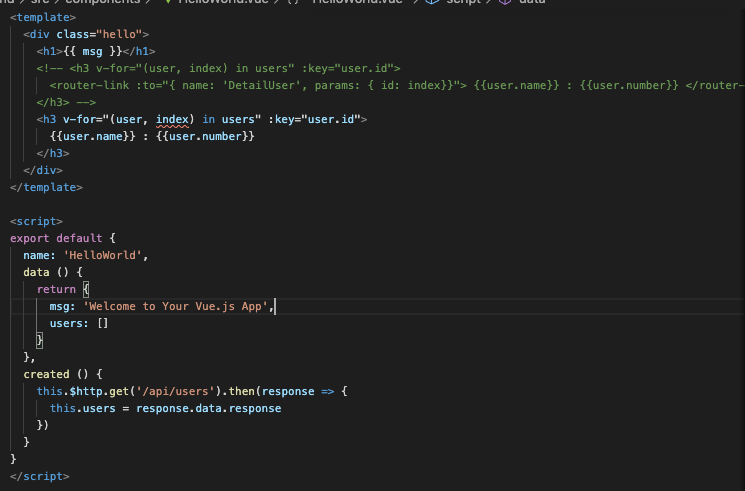 nd / src / components / HelloWorld.vue / {} "HelloWorld.vue" / script / data
<template>
  <div class="hello">
    <h1>{{ msg }}</h1>
    <!-- <h3 v-for="(user, index) in users" :key="user.id">
      <router-link :to="{ name: 'DetailUser', params: { id: index}}"> {{user.name}} : {{user.number}} </router-
    </h3> -->
    <h3 v-for="(user, index) in users" :key="user.id">
      {{user.name}} : {{user.number}}
    </h3>
  </div>
</template>

<script>
export default {
  name: 'HelloWorld',
  data () {
    return {
      msg: 'Welcome to Your Vue.js App',
      users: []
    }
  },
  created () {
    this.$http.get('/api/users').then(response => {
      this.users = response.data.response
    })
  }
}
</script>